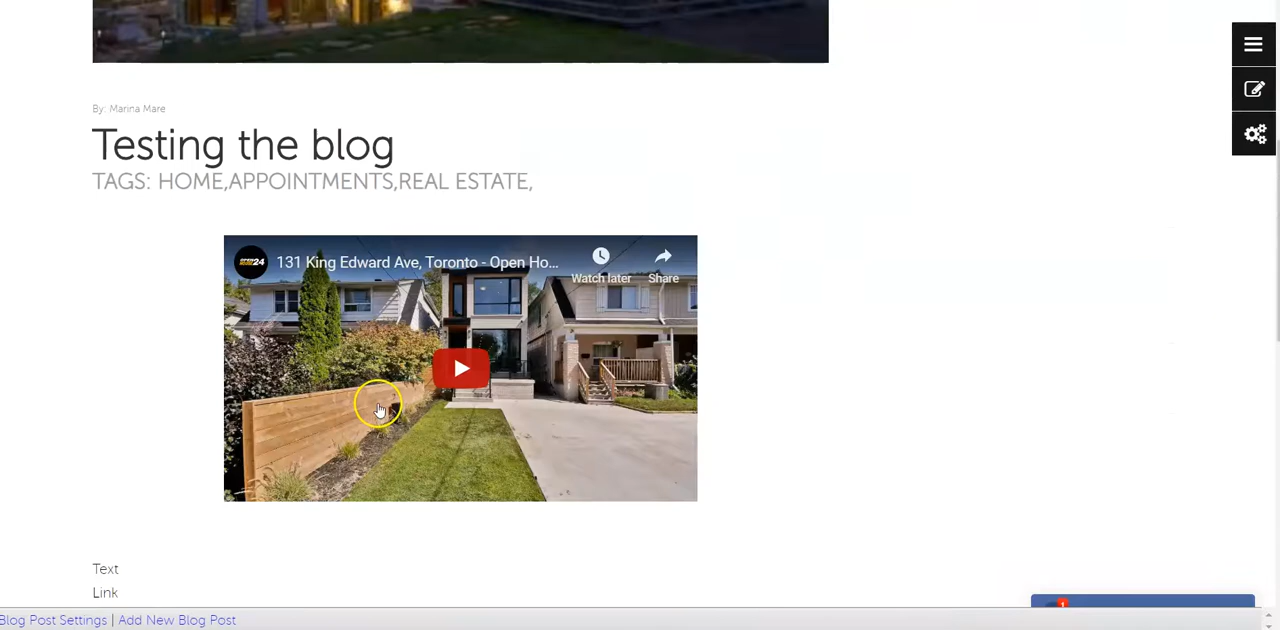 By: Marina Mare
Testing the blog
TAGS: HOME,APPOINTMENTS,REAL ESTATE,
131 King Edward Ave, Toronto - Open Ho...
Watch later
Share
Text
Link
1
Blog Post Settings | Add New Blog Post